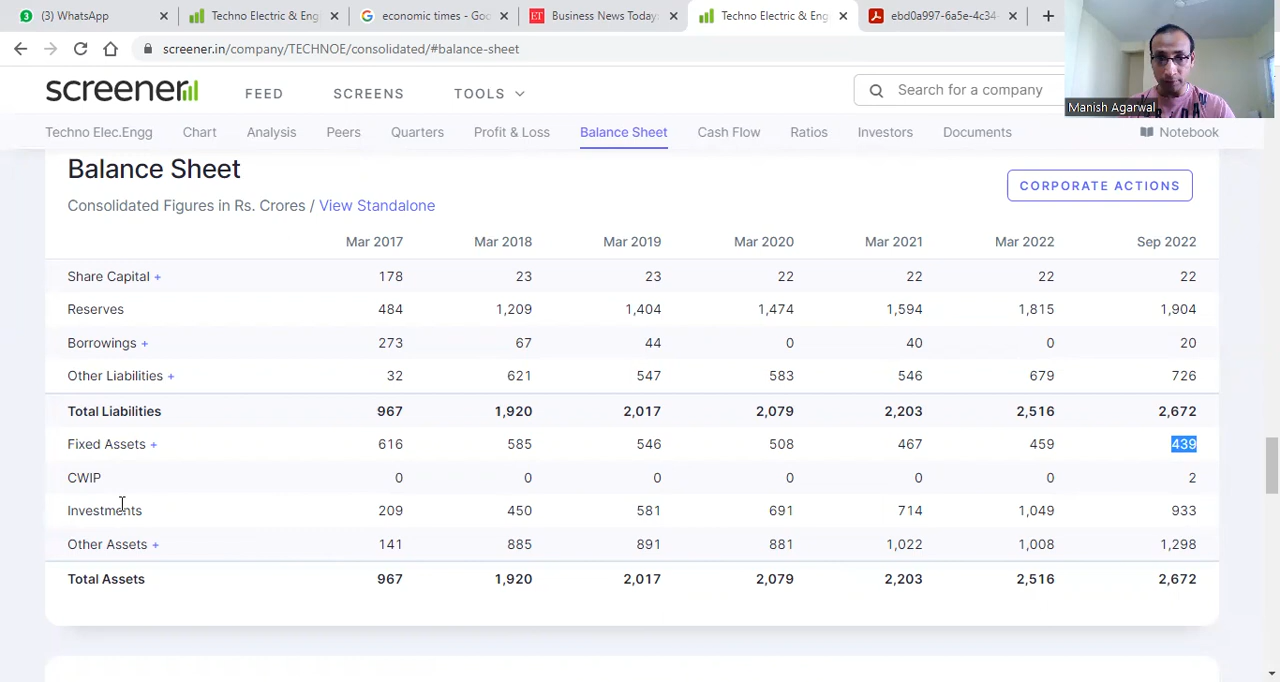 3) WhatsApp
Techno Electric & Eng
economic times - Goo
ET Business News Today:
Techno Electric & Eng
ebd0a997-6a5e-4c34-
screener.in/company/TECHNOE/consolidated/#balance-sheet
screener FEED SCREENS TOOLS Search for a company
Manish Agarwal
Techno Elec.Engg Chart Analysis Peers Quarters Profit & Loss Balance Sheet Cash Flow Ratios Investors Documents Notebook
Balance Sheet
CORPORATE ACTIONS
Consolidated Figures in Rs. Crores / View Standalone
Mar 2017 Mar 2018 Mar 2019 Mar 2020 Mar 2021 Mar 2022 Sep 2022
Share Capital + 178 23 23 22 22 22 22
Reserves 484 1,209 1,404 1,474 1,594 1,815 1,904
Borrowings + 273 67 44 0 40 0 20
Other Liabilities + 32 621 547 583 546 679 726
Total Liabilities 967 1,920 2,017 2,079 2,203 2,516 2,672
Fixed Assets + 616 585 546 508 467 459 439
CWIP 0 0 0 0 0 0 2
Investments 209 450 581 691 714 1,049 933
Other Assets + 141 885 891 881 1,022 1,008 1,298
Total Assets 967 1,920 2,017 2,079 2,203 2,516 2,672